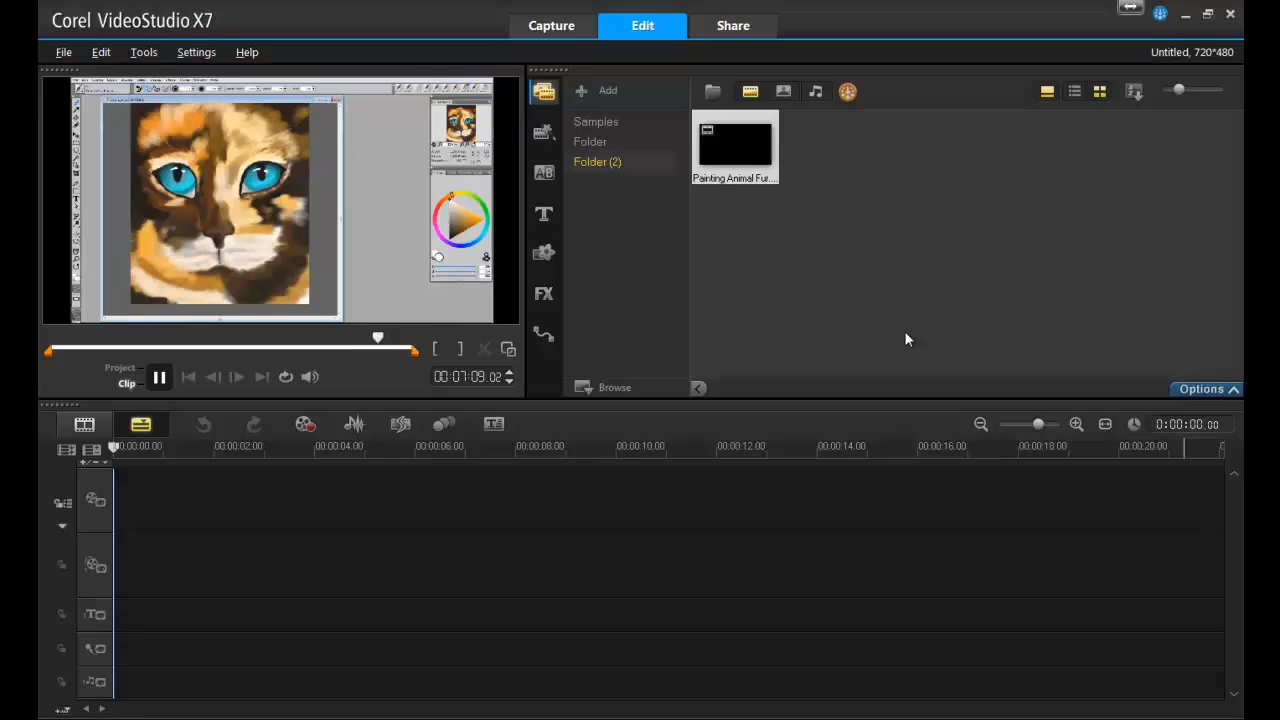 Corel VideoStudio X7
Capture
Edit
Share
File
Edit
Tools
Settings
Help
Untitled, 720*480
Add
Samples
Folder
Folder (2)
Painting Animal Fur....
Browse
Options
Project
Clip
00:07:09.02
AB
T
FX
0:00:00.00
00:00:00.00
00:00:02.00
00:00:04.00
00:00:06.00
00:00:08.00
00:00:10.00
00:00:12.00
00:00:14.00
00:00:16.00
00:00:18.00
00:00:20.00